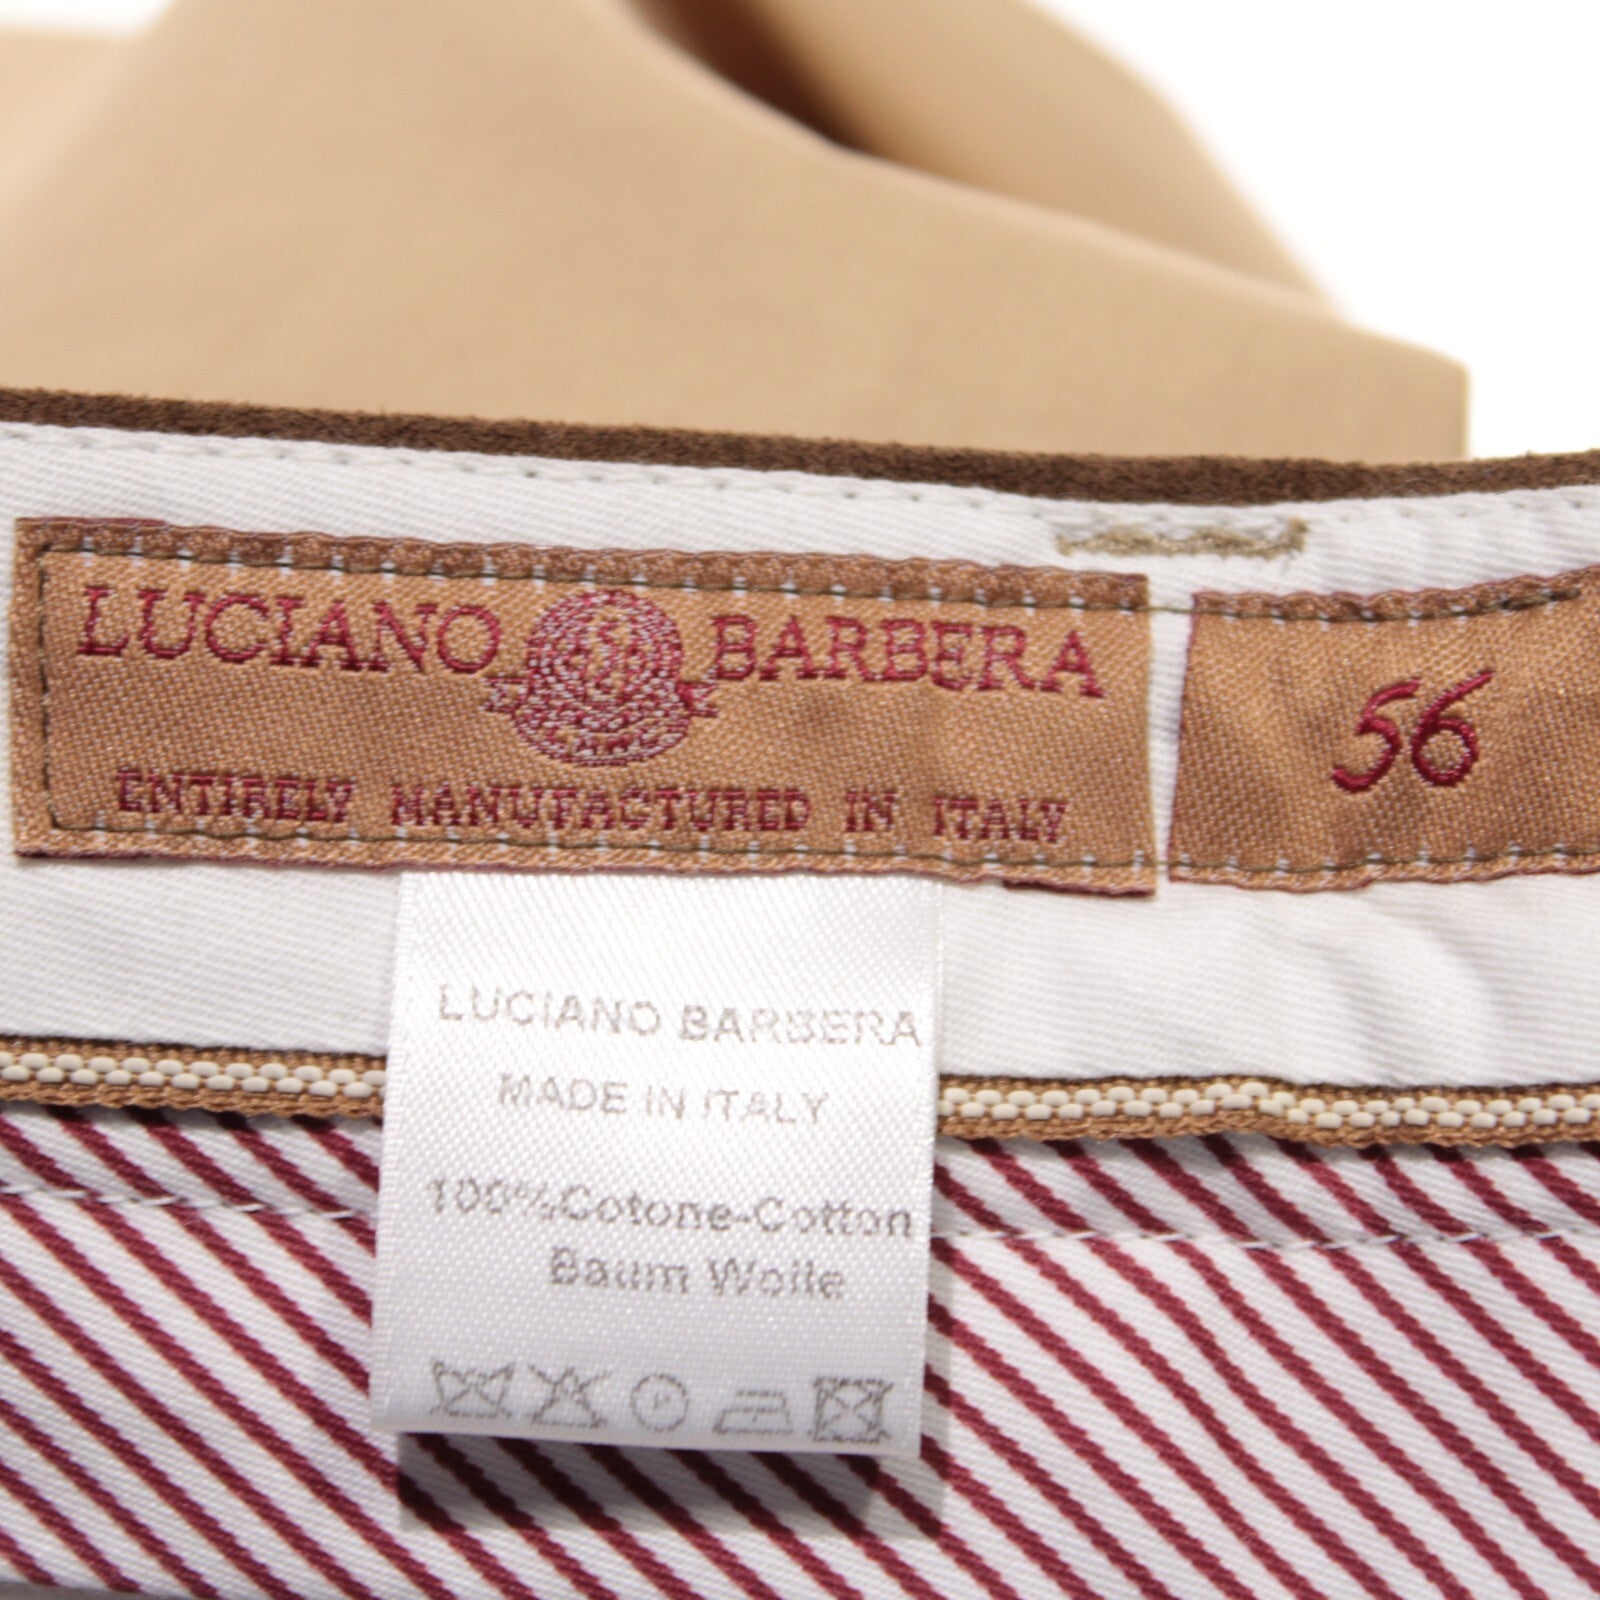 LUCIANO BARBERA
ENTIRELY MANUFACTURED IN ITALY
56
LUCIANO BARBERA
MADE IN ITALY
100%Cotone-Cotton
Baum Wolle